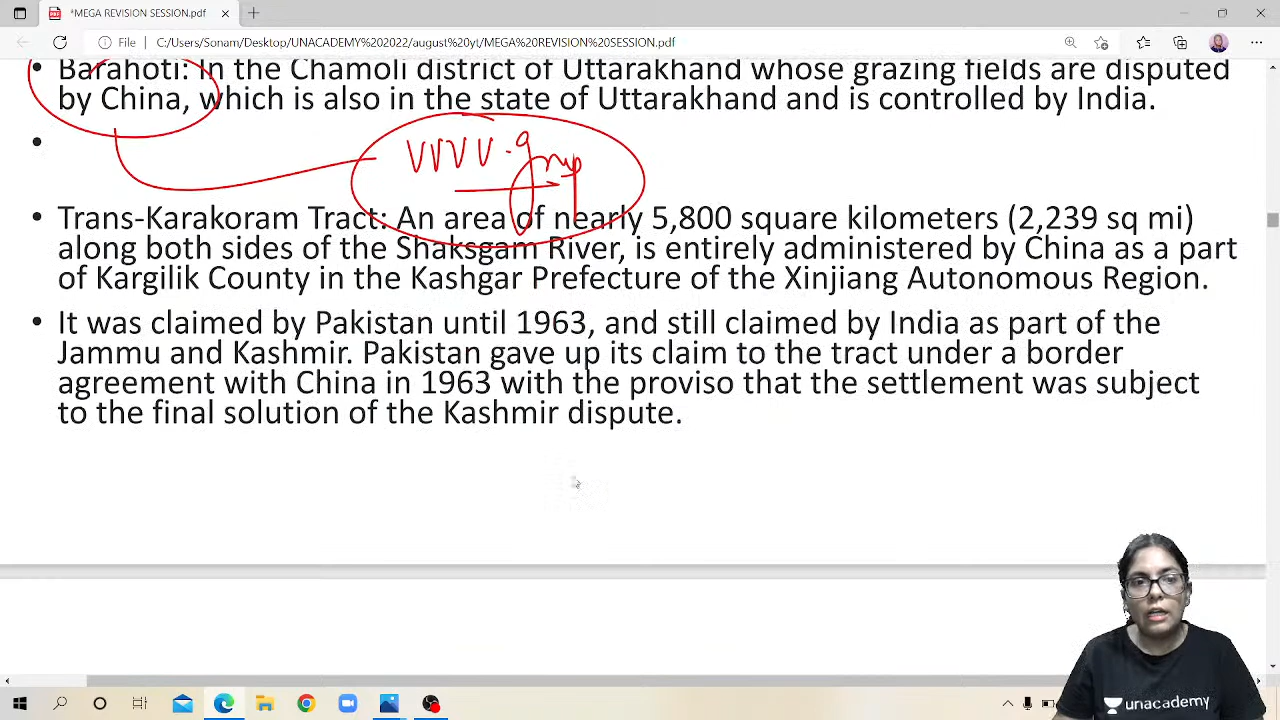 *MEGA REVISION SESSION.pdf
File C:/Users/Sonam/Desktop/UNACADEMY%202022/august%20yt/MEGA%20REVISION%20SESSION.pdf
• Barahoti: In the Chamoli district of Uttarakhand whose grazing fields are disputed
by China, which is also in the state of Uttarakhand and is controlled by India.
•
VVVV.gmp
• Trans-Karakoram Tract: An area of nearly 5,800 square kilometers (2,239 sq mi)
along both sides of the Shaksgam River, is entirely administered by China as a part
of Kargilik County in the Kashgar Prefecture of the Xinjiang Autonomous Region.
• It was claimed by Pakistan until 1963, and still claimed by India as part of the
Jammu and Kashmir. Pakistan gave up its claim to the tract under a border
agreement with China in 1963 with the proviso that the settlement was subject
to the final solution of the Kashmir dispute.
unacademy